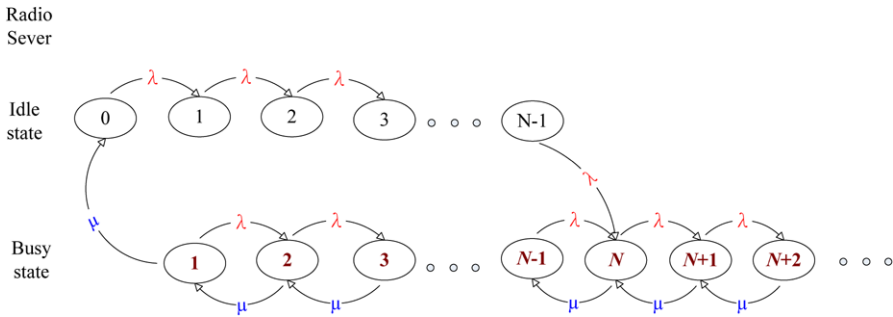 Radio
Sever
λ λ λ
Idle
state
0 1 2 3 N-1
λ
μ
λ λ λ λ λ
Busy
state
1 2 3 N-1 N N+1 N+2
μ μ μ μ μ